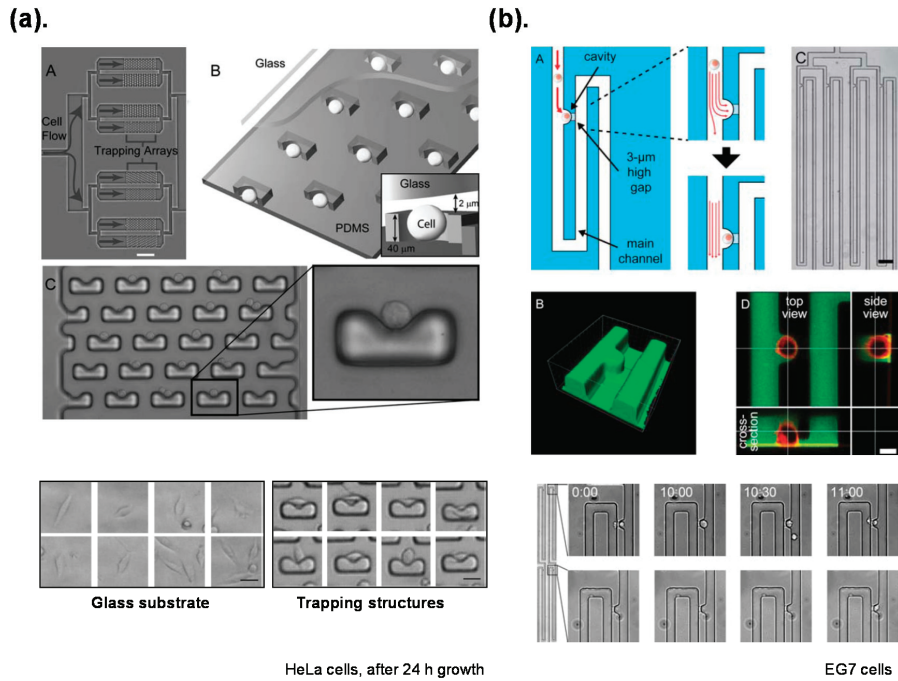 (a).
A
Cell
Flow
Trapping Arrays
B
Glass
PDMS
Glass
2 μm
Cell
40 μm
C
Glass substrate
Trapping structures
HeLa cells, after 24 h growth
(b).
A
cavity
3-μm
high
gap
main
channel
C
B
D
top
view
side
view
cross-
section
0:00
10:00
10:30
11:00
EG7 cells